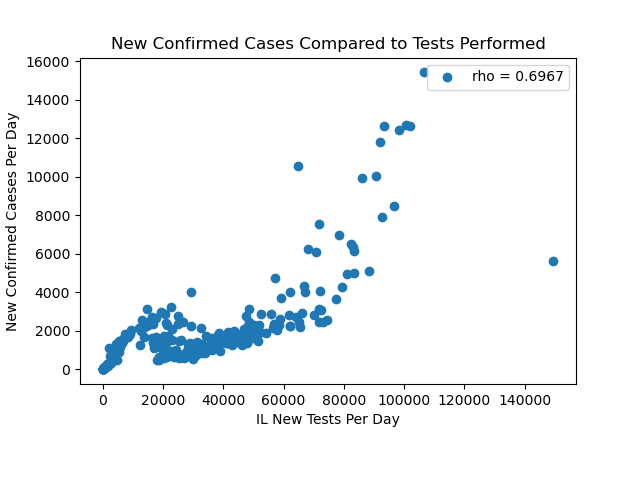 New Confirmed Cases Compared to Tests Performed
rho = 0.6967
16000
14000
12000
10000
8000
6000
4000
2000
0
New Confirmed Caeses Per Day
0 20000 40000 60000 80000 100000 120000 140000
IL New Tests Per Day